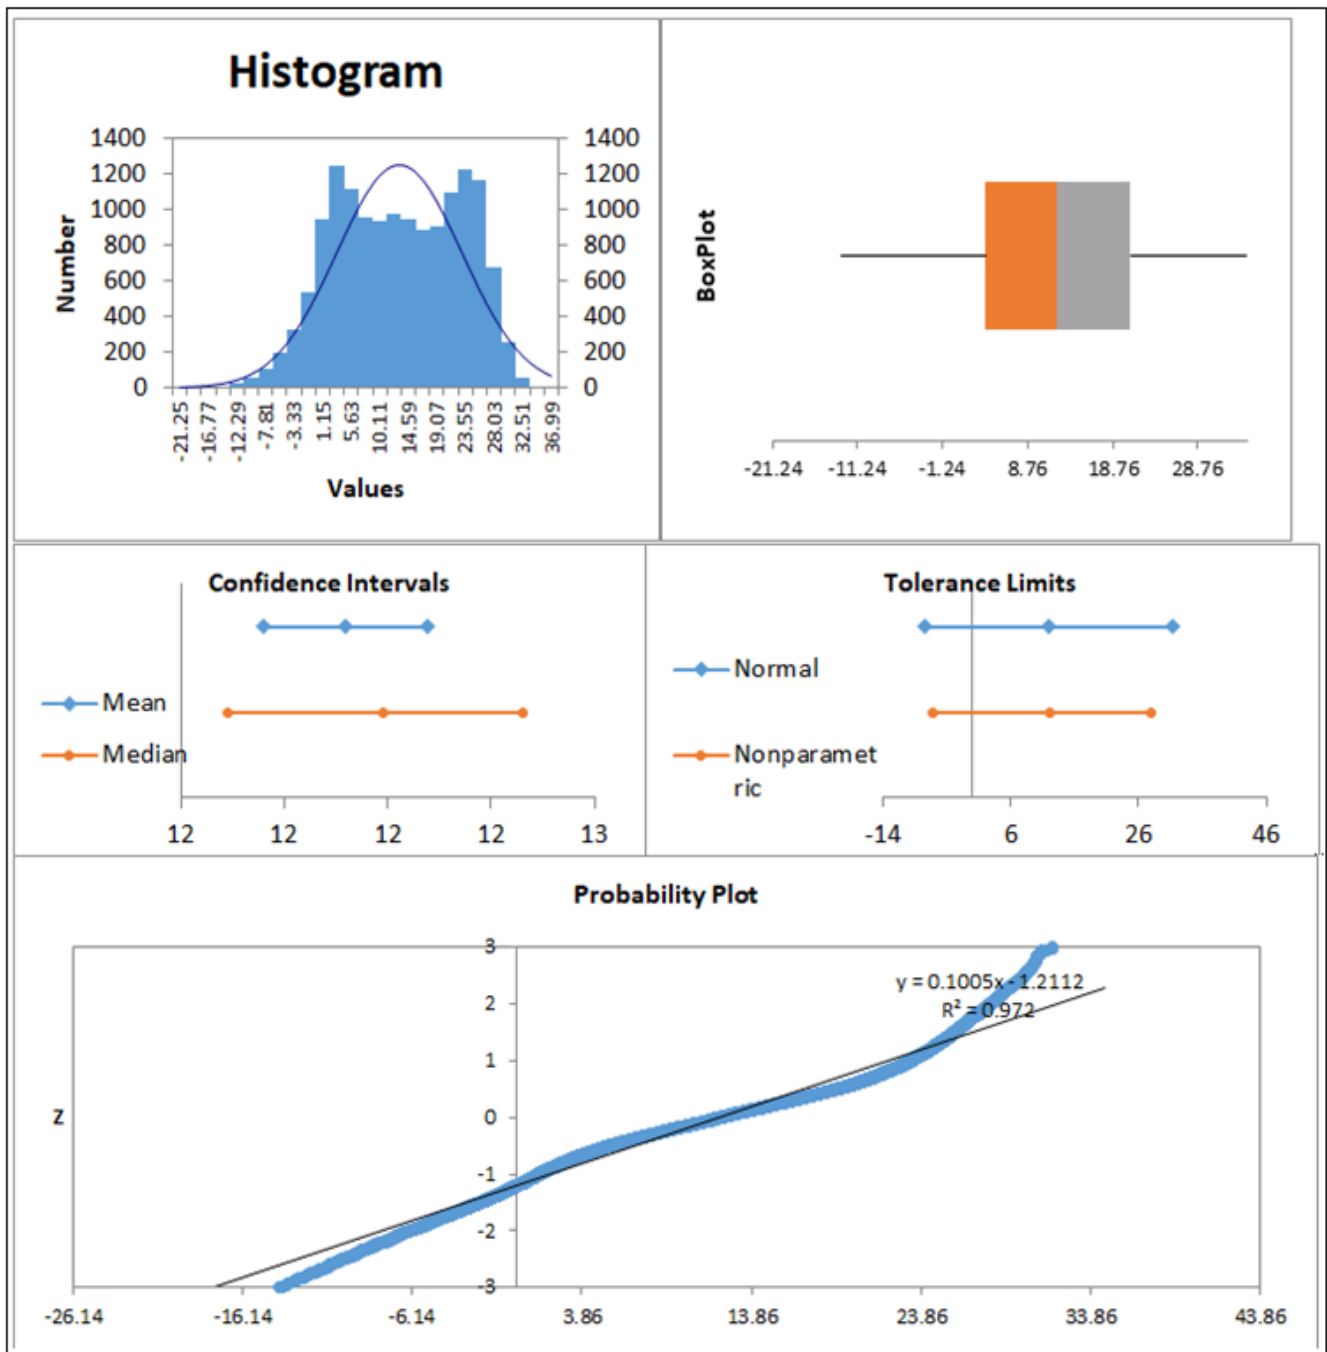 Histogram
Number
1400
1200
1000
800
600
400
200
0
1400
1200
1000
800
600
400
200
0
-21.25
-16.77
-12.29
-7.81
-3.33
1.15
5.63
10.11
14.59
19.07
23.55
28.03
32.51
36.99
Values
BoxPlot
-21.24 -11.24 -1.24 8.76 18.76 28.76
Confidence Intervals
Mean
Median
12 12 12 12 13
Tolerance Limits
Normal
Nonparamet
ric
-14 6 26 46
Probability Plot
Z
3
2
1
0
-1
-2
-3
y = 0.1005x - 1.2112
R² = 0.972
-26.14 -16.14 -6.14 3.86 13.86 23.86 33.86 43.86